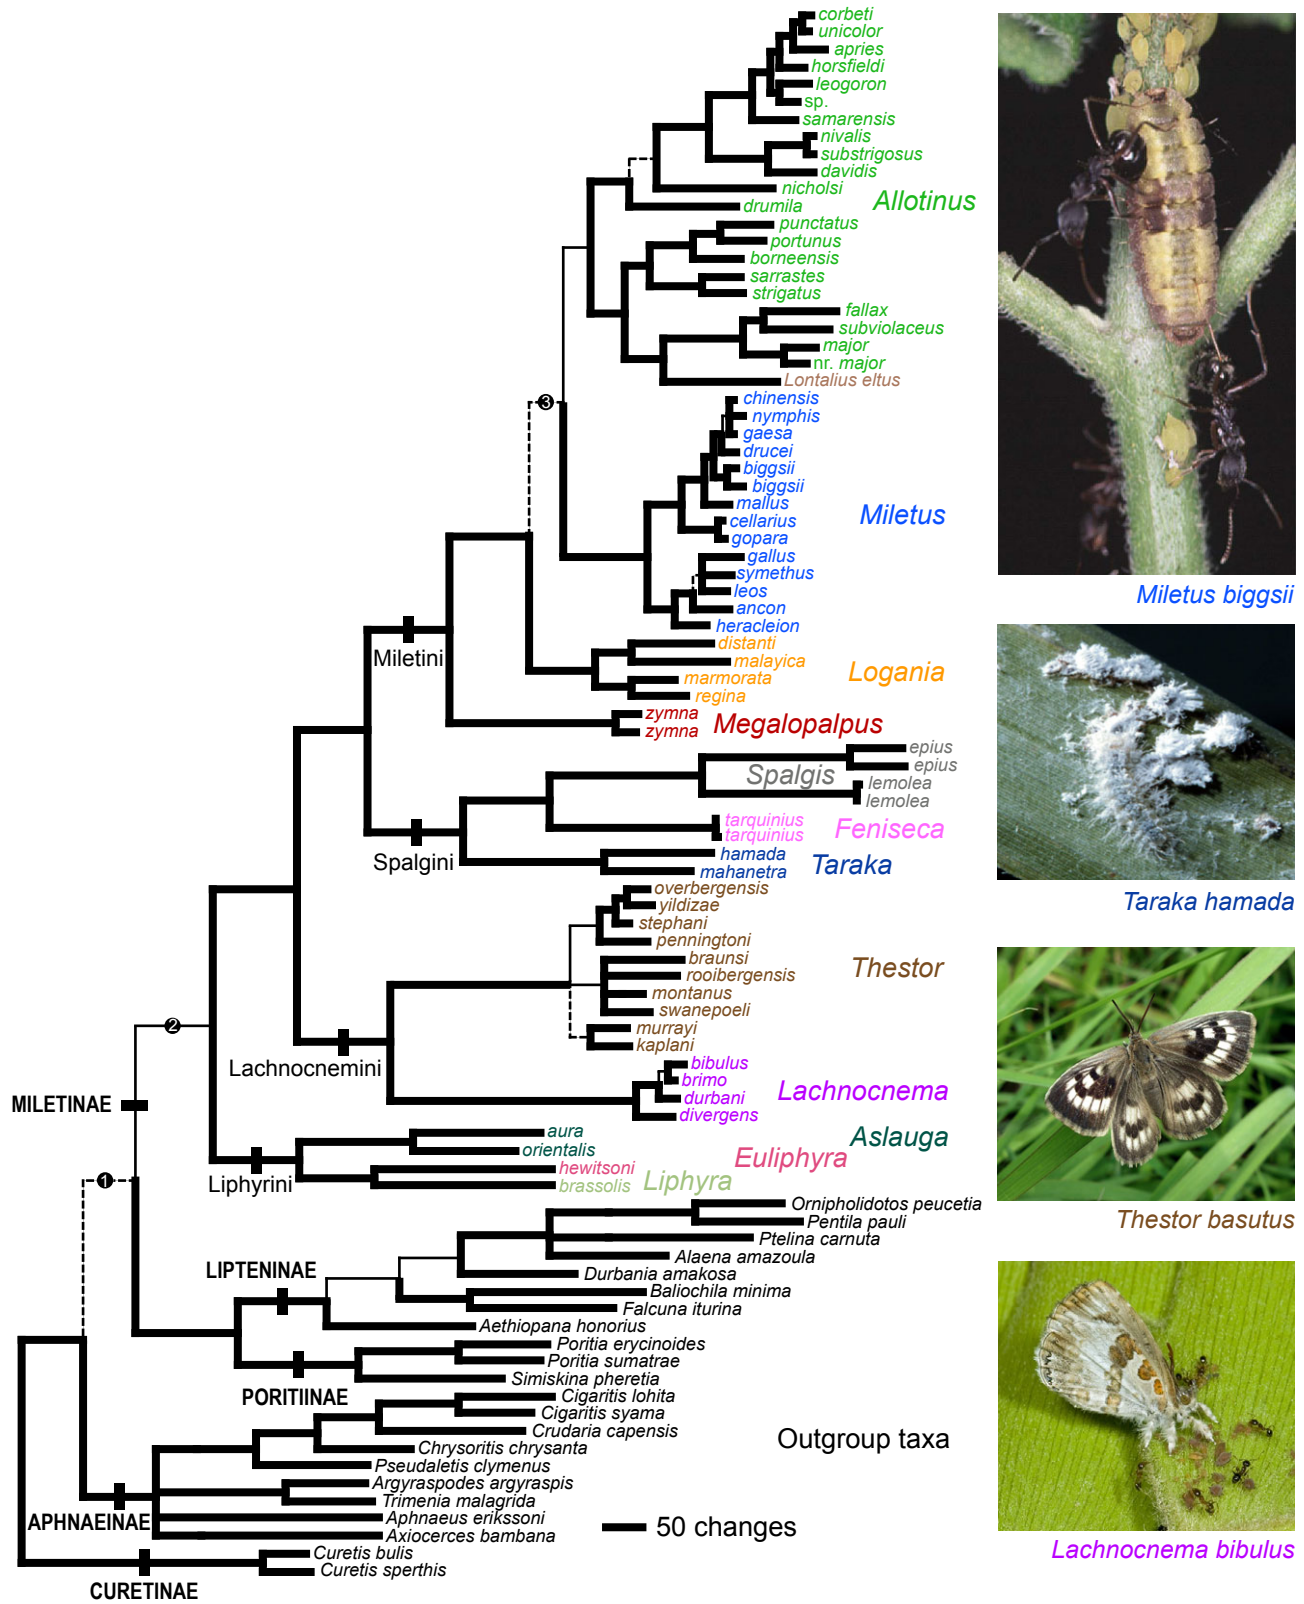 corbeti
unicolor
apries
horsfieldi
leogoron
sp.
samarensis
nivalis
substrigosus
davidis
nicholsi
Allotinus
drumila
punctatus
portunus
borneensis
sarrastes
strigatus
fallax
subviolaceus
major
nr. major
Lontalius eltus
3
chinensis
nymphis
gaesa
drucei
biggsii
biggsii
mallus
Miletus
cellarius
gopara
gallus
symethus
leos
ancon
heracleion
Miletini
distanti
malayica
Logania
marmorata
regina
zymna
Megalopalpus
zymna
epius
epius
Spalgis
lemolea
lemolea
tarquinius
Feniseca
tarquinius
Spalgini
hamada
Taraka
mahanetra
overbergensis
yildizae
stephani
penningtoni
braunsi
Thestor
rooibergensis
montanus
swanepoeli
2
murrayi
kaplani
Lachnocnemini
bibulus
brimo
Lachnocnema
durbani
divergens
MILETINAE
aura
Aslauga
orientalis
Euliphyra
hewitsoni
1
Liphyrini
brassolis
Liphyra
Ornipholidotos peucetia
Pentila pauli
Ptelina carnuta
Alaena amazoula
LIPTENINAE
Durbania amakosa
Baliochila minima
Falcuna iturina
Aethiopana honorius
Poritia erycinoides
Poritia sumatrae
Simiskina pheretia
PORITIINAE
Cigaritis lohita
Cigaritis syama
Crudaria capensis
Outgroup taxa
Chrysoritis chrysanta
Pseudaletis clymenus
Argyraspodes argyraspis
Trimenia malagrida
APHNAEINAE
Aphnaeus erikssoni
50 changes
Axiocerces bambana
Curetis bulis
Curetis sperthis
CURETINAE
Miletus biggsii
Taraka hamada
Thestor basutus
Lachnocnema bibulus